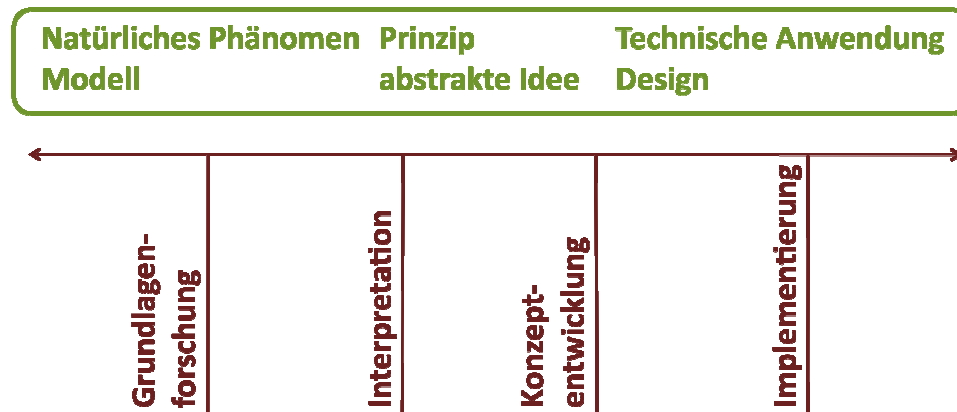 Natürliches Phänomen
Modell
Prinzip
abstrakte Idee
Technische Anwendung
Design
Grundlagen-
forschung
Interpretation
Konzept-
entwicklung
Implementierung